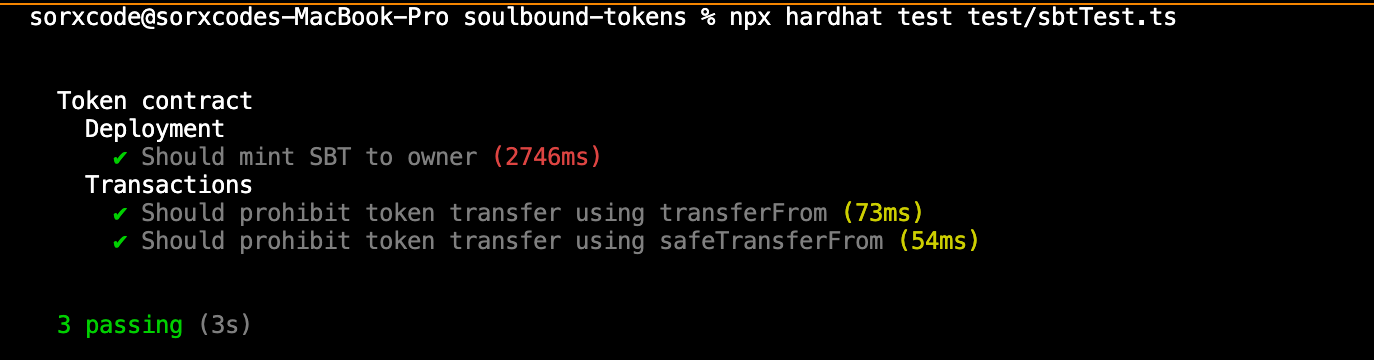 sorxcode@sorxcodes-MacBook-Pro soulbound-tokens % npx hardhat test test/sbtTest.ts
Token contract
Deployment
✔ Should mint SBT to owner (2746ms)
Transactions
✔ Should prohibit token transfer using transferFrom (73ms)
✔ Should prohibit token transfer using safeTransferFrom (54ms)
3 passing (3s)